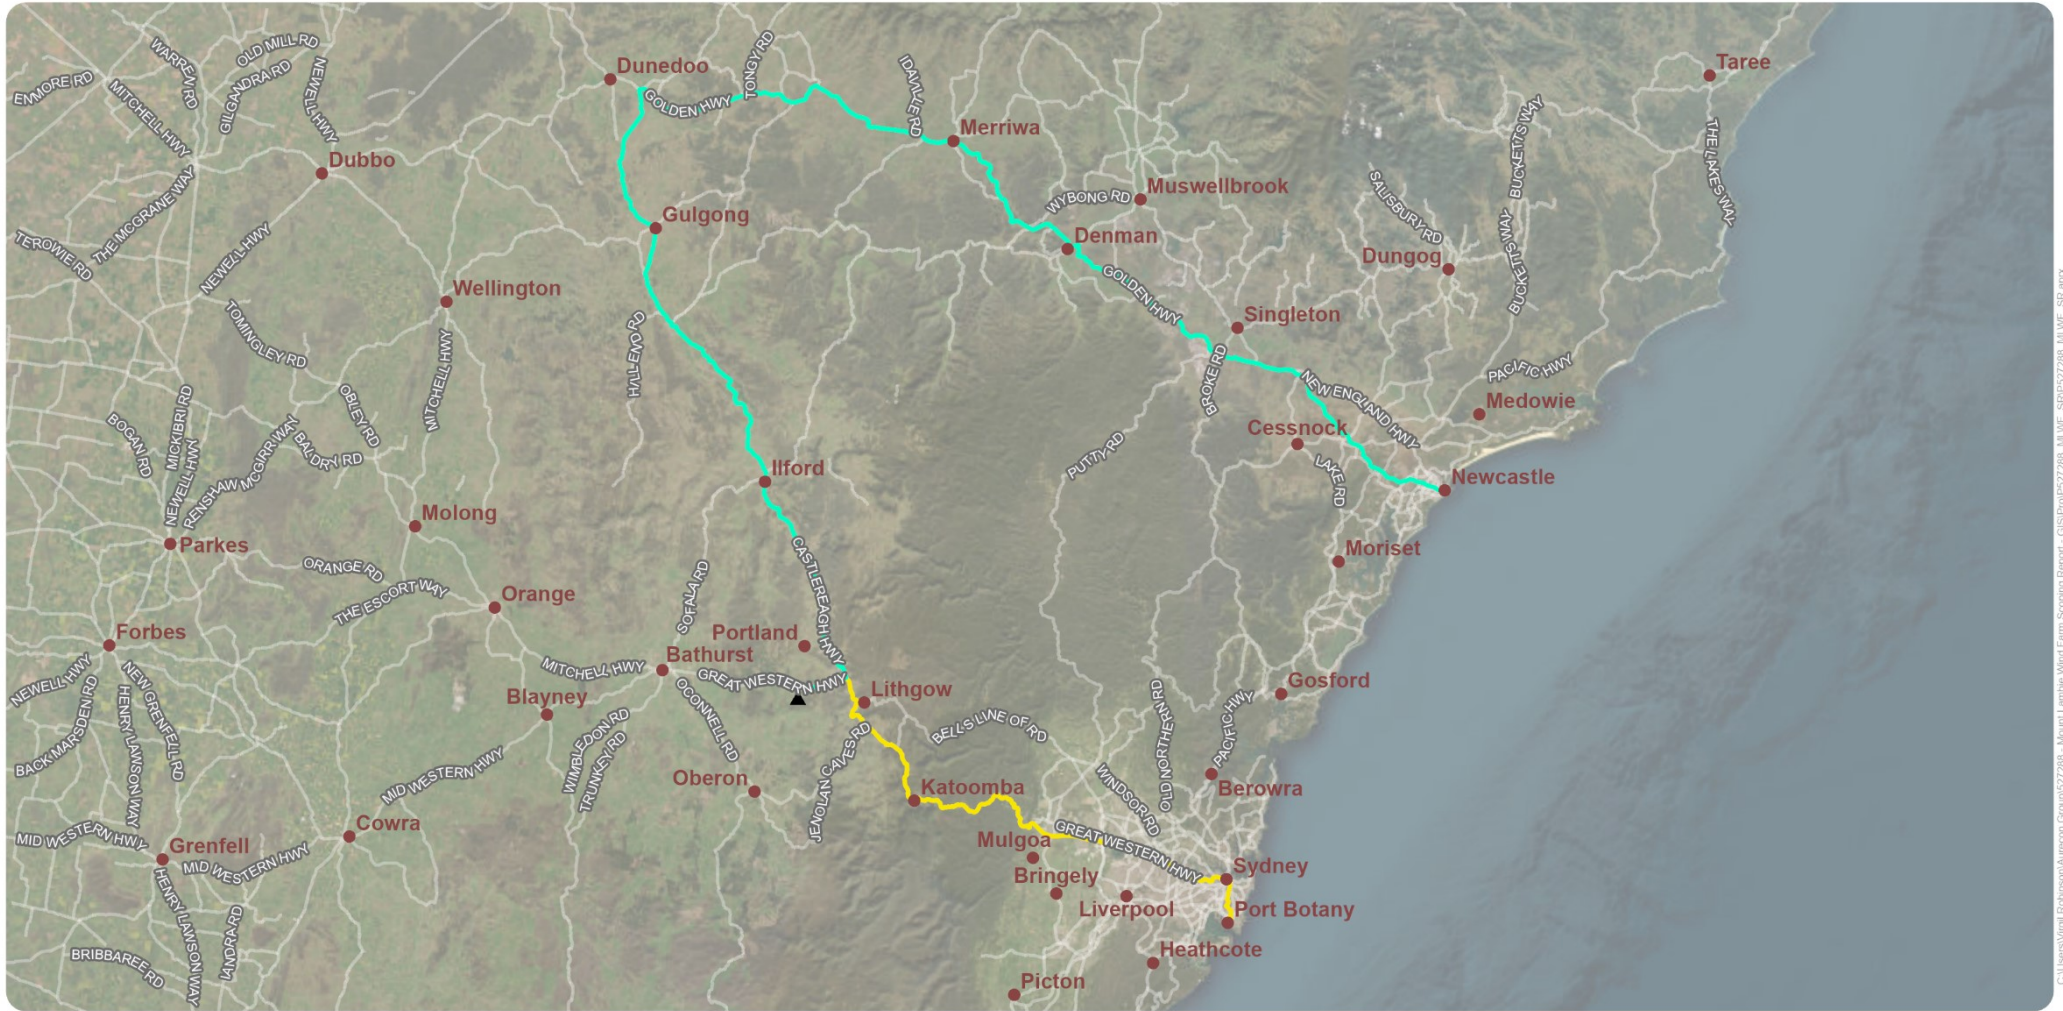 Taree
Dunedoo
TONGY RD
IDAVILLE RD
OLD MILL RD
WARREN RD
GILGANDRA RD
NEWELL HWY
ENMORE RD
MITCHELL HWY
GOLDEN HWY
BUCKETTS WAY
THE LAKES WAY
Merriwa
Dubbo
Muswellbrook
WYBONG RD
SALISBURY RD
THE MCGRANE WAY
Gulgong
Denman
BUCKETTS WAY
TEROWIE RD
NEWELL HWY
Dungog
GOLDEN HWY
Wellington
Singleton
TOMINGLEY RD
HILL END RD
MITCHELL HWY
BROKE RD
PACIFIC HWY
NEW ENGLAND HWY
Medowie
OBLEY RD
MICKIBRI RD
BOGAN RD
Cessnock
PUTTY RD
BALDRY RD
MCGIRR WAY
RENSHAW
NEWELL HWY
LAKE RD
Ilford
Newcastle
Molong
Parkes
CASTLEREAGH HWY
Moriset
ORANGE RD
THE ESCORT WAY
SOFALA RD
Orange
Forbes
Portland
Bathurst
MITCHELL HWY
GREAT WESTERN HWY
Lithgow
Gosford
NEWELL HWY
BACK MARSDEN RD
HENRY LAWSON WAY
NEW GRENFELL RD
Blayney
OCONNELL RD
WIMBLEDON RD
TRUNKEY RD
BELLS LINE OF RD
OLD NORTHERN RD
PACIFIC HWY
MID WESTERN HWY
Oberon
JENOLAN CAVES RD
Katoomba
WINDSOR RD
Berowra
Cowra
MID WESTERN HWY
Grenfell
MID WESTERN HWY
GREAT WESTERN HWY
Mulgoa
Sydney
Bringely
Liverpool
Port Botany
HENRY LAWSON WAY
IANDRA RD
BRIBBAREE RD
Heathcote
Picton